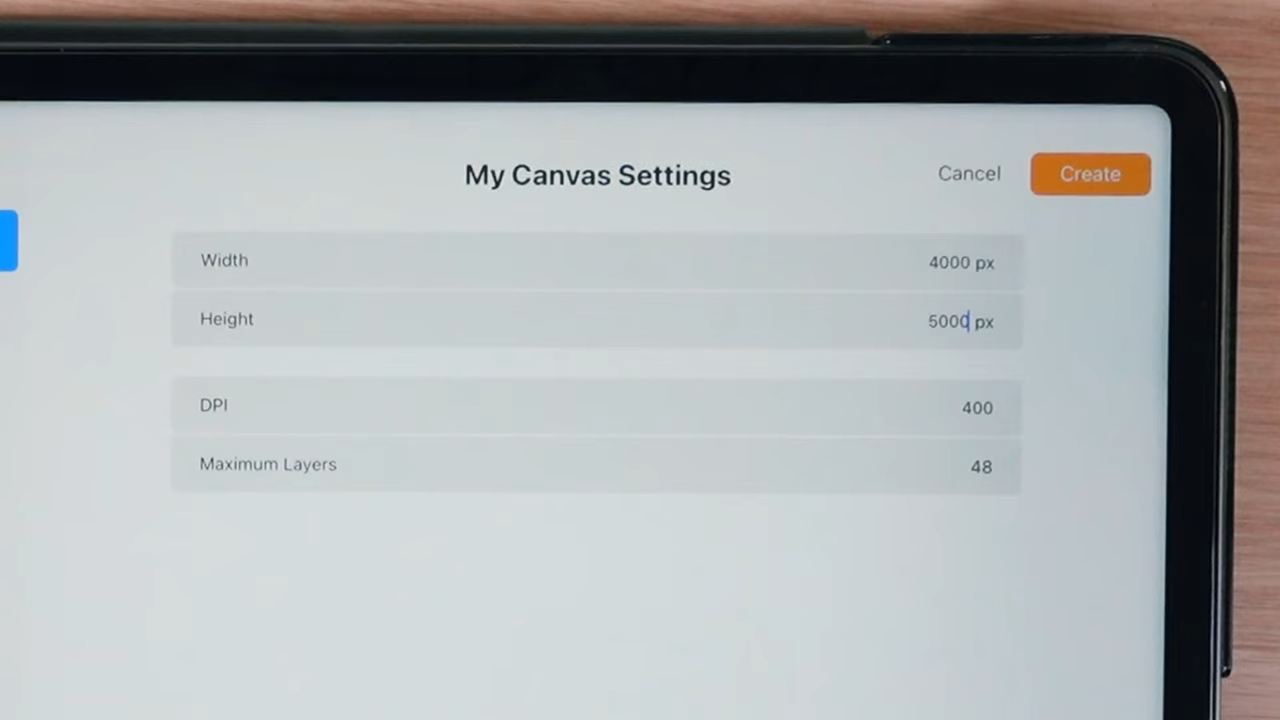 My Canvas Settings
Cancel
Create
Width
4000 px
Height
5000 px
DPI
400
Maximum Layers
48